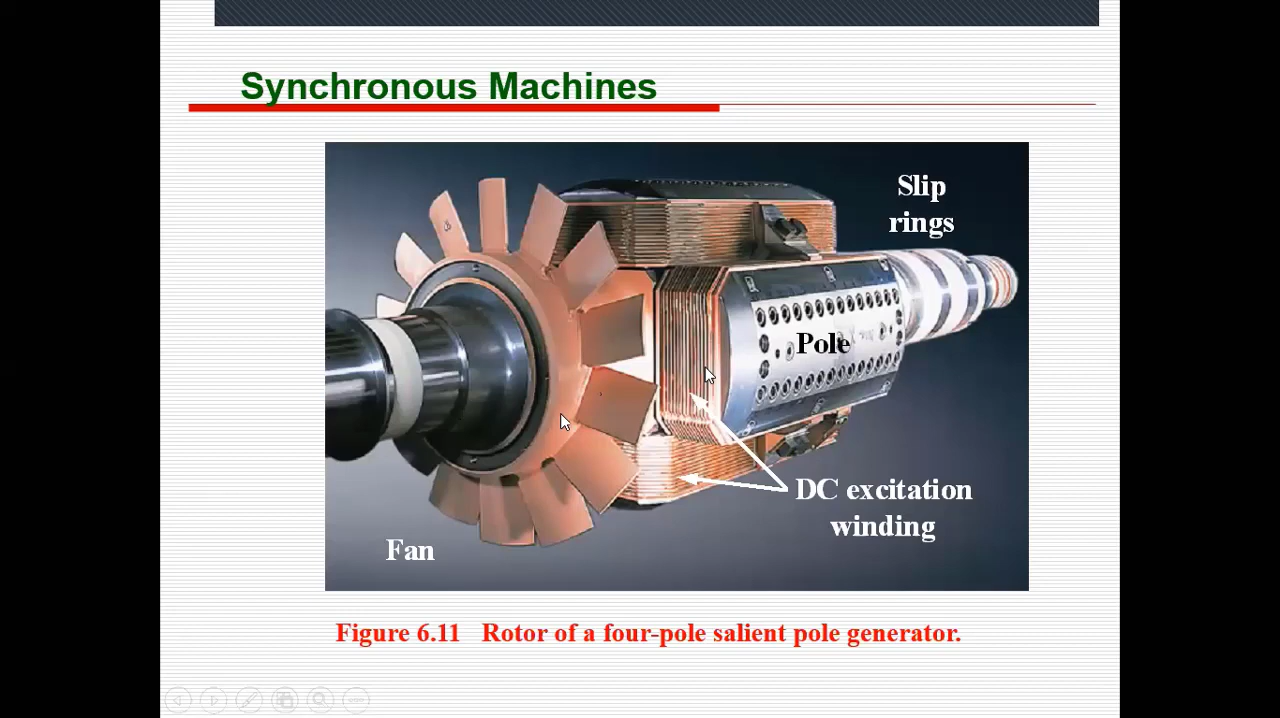 Synchronous Machines
Slip
rings
Pole
DC excitation
winding
Fan
Figure 6.11 Rotor of a four-pole salient pole generator.